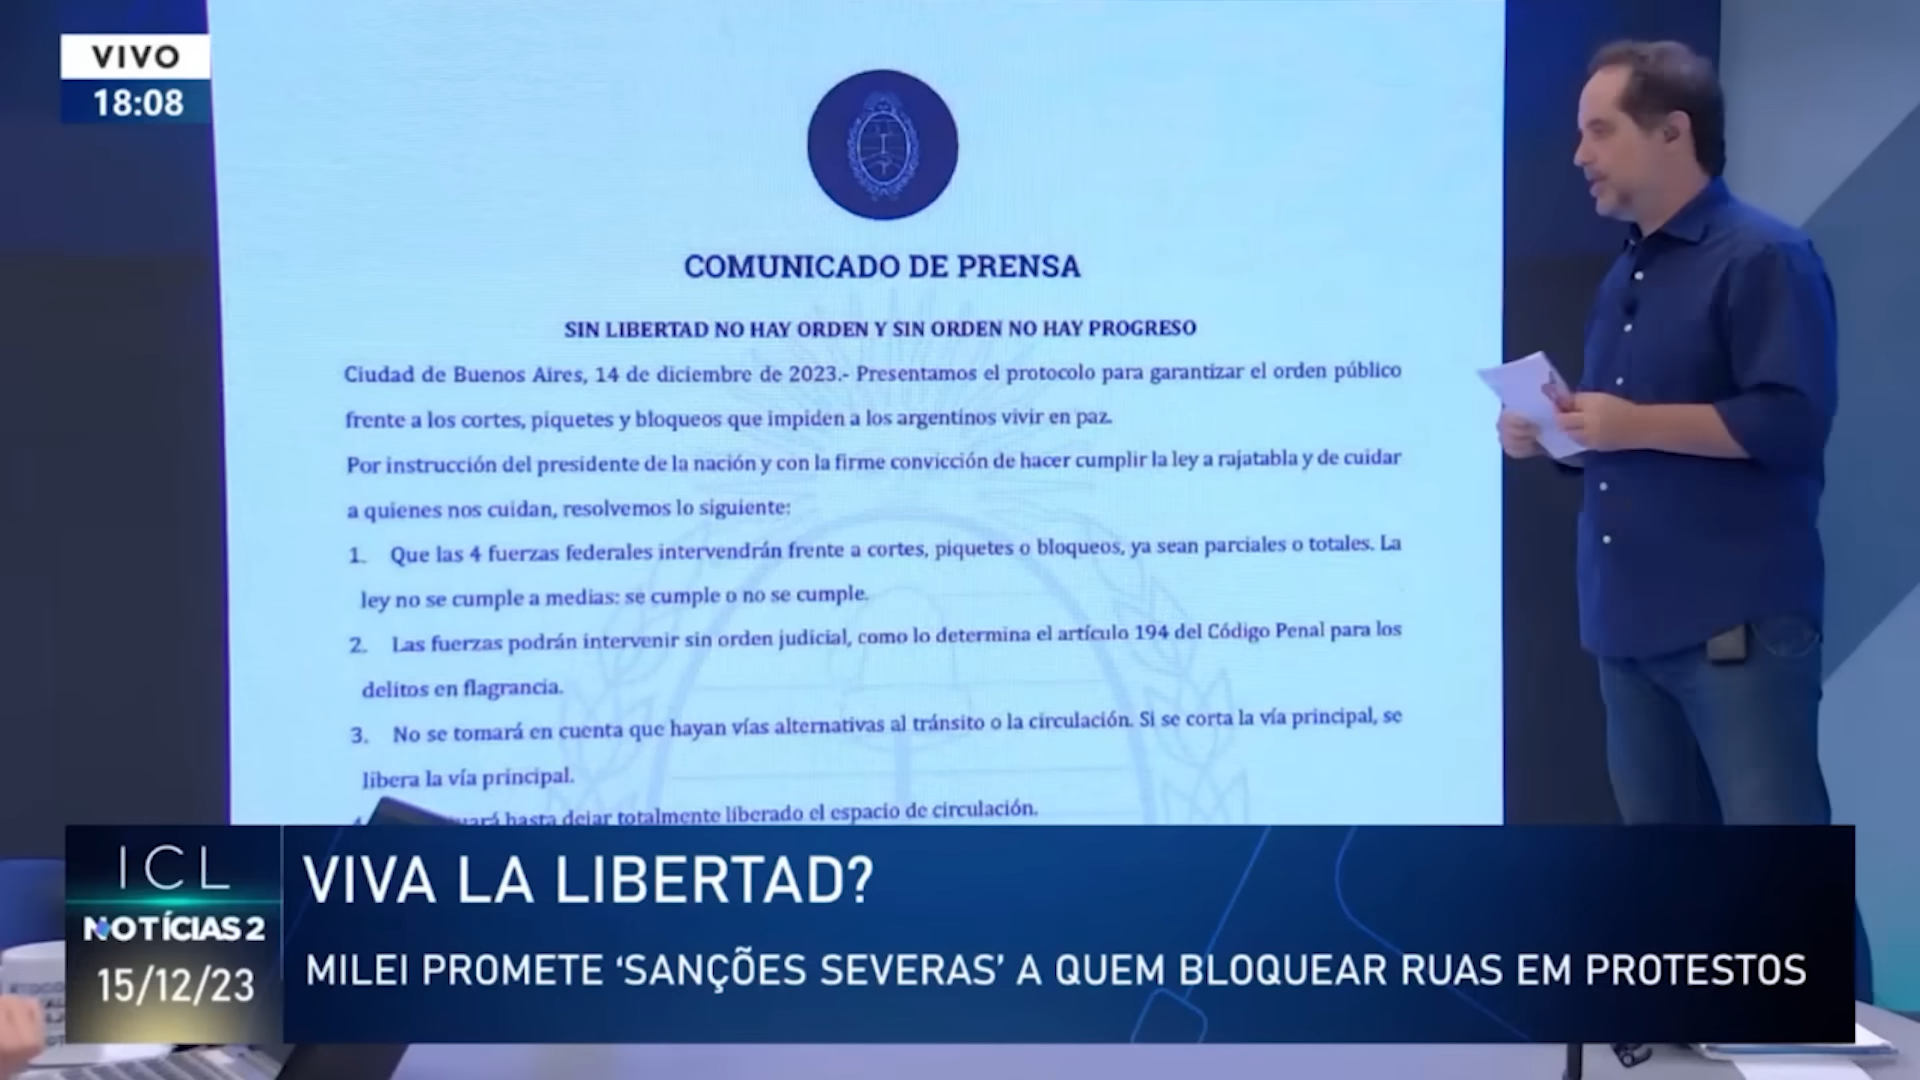 VIVO
18:08
COMUNICADO DE PRENSA
SIN LIBERTAD NO HAY ORDEN Y SIN ORDEN NO HAY PROGRESO
Ciudad de Buenos Aires, 14 de diciembre de 2023.- Presentamos el protocolo para garantizar el orden público
frente a los cortes, piquetes y bloqueos que impiden a los argentinos vivir en paz.
Por instrucción del presidente de la nación y con la firme convicción de hacer cumplir la ley a rajatabla y de cuidar
a quienes nos cuidan, resolvemos lo siguiente:
1. Que las 4 fuerzas federales intervendrán frente a cortes, piquetes o bloqueos, ya sean parciales o totales. La
ley no se cumple a medias: se cumple o no se cumple.
2. Las fuerzas podrán intervenir sin orden judicial, como lo determina el artículo 194 del Código Penal para los
delitos en flagrancia.
3. No se tomará en cuenta que hayan vías alternativas al tránsito o la circulación. Si se corta la vía principal, se
libera la vía principal.
hasta dejar totalmente liberado el espacio de circulación.
ICL
NOTÍCIAS 2
15/12/23
VIVA LA LIBERTAD?
MILEI PROMETE ‘SANÇÕES SEVERAS’ A QUEM BLOQUEAR RUAS EM PROTESTOS